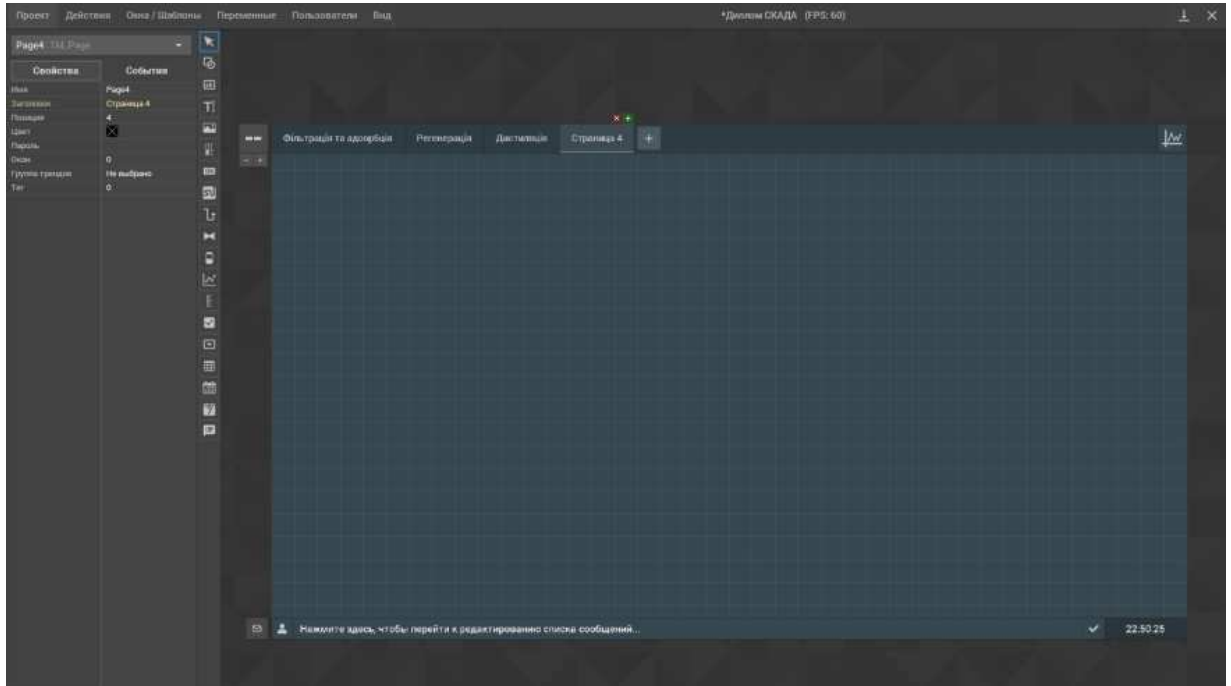 Проект Действия Окна / Шаблоны Переменные Пользователи Вид *Диплом СКАДА (FPS: 60)
Page4 : TM_Page
Свойства События
Имя Page4
Заголовок Страница 4
Позиция 4
Цвет
Пароль
Окон 0
Группа трендов Не выбрано
Тег 0
Фільтрація та адсорбція Регенерація Дистиляція Страница 4 +
Нажмите здесь, чтобы перейти к редактированию списка сообщений... 22:50:25